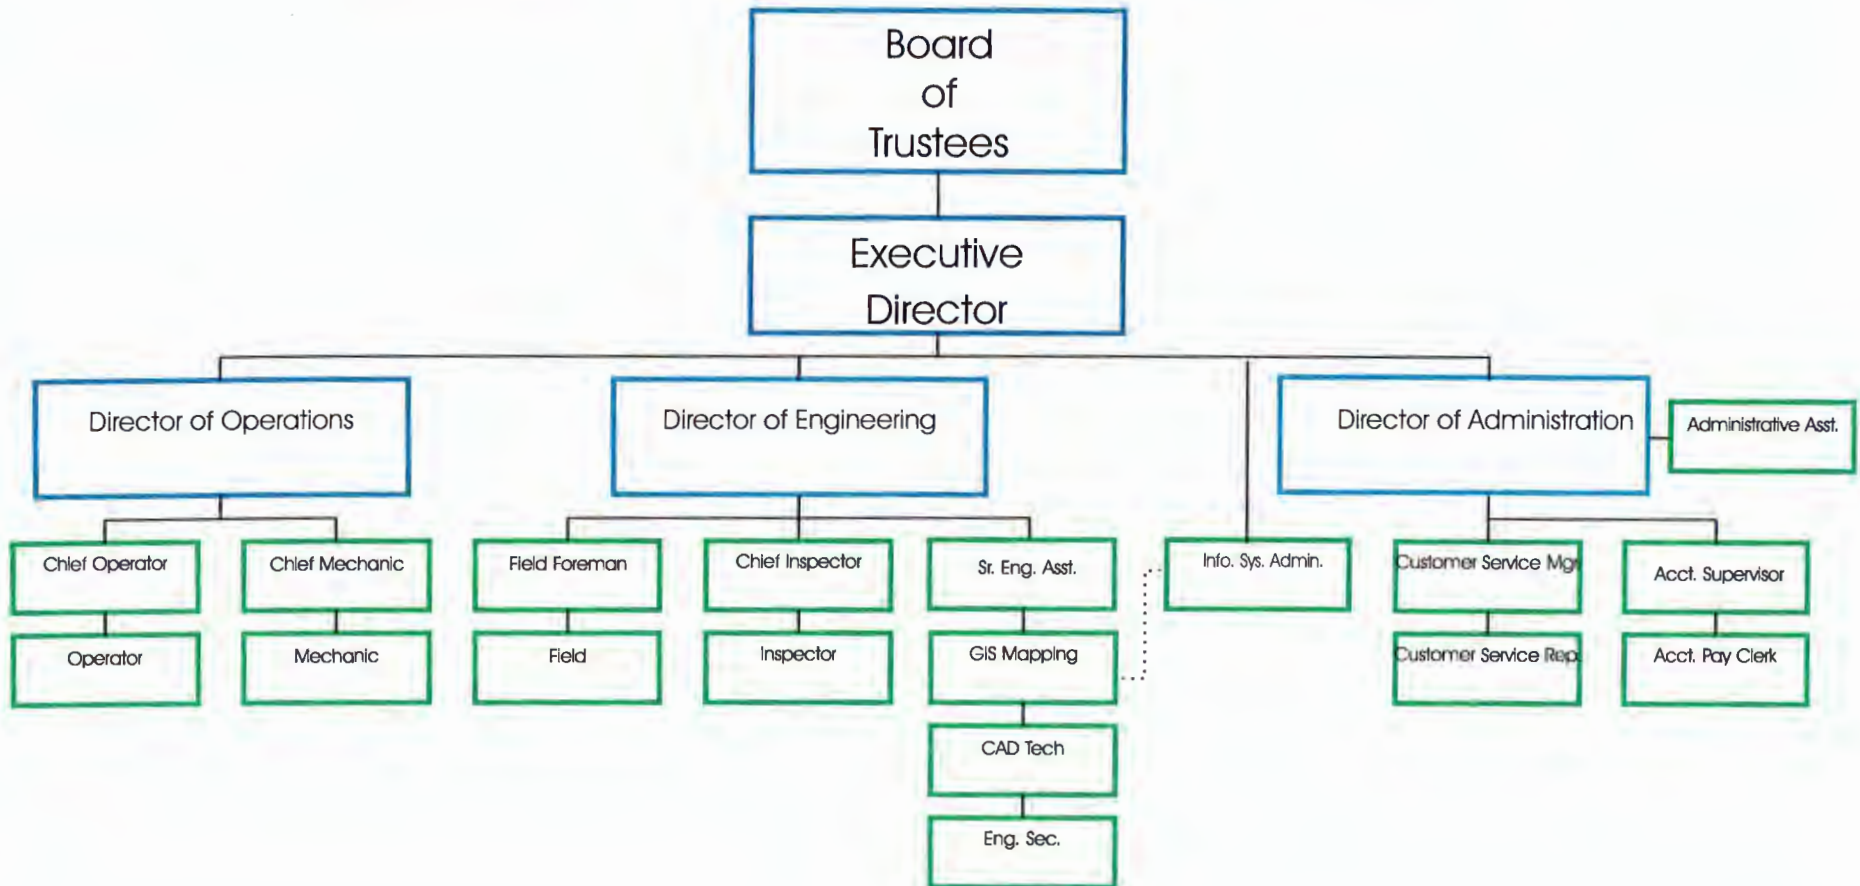 Board
of
Trustees
Executive
Director
Director of Operations
Director of Engineering
Director of Administration
Administrative Asst.
Chief Operator
Chief Mechanic
Field Foreman
Chief Inspector
Sr. Eng. Asst.
Info. Sys. Admin.
Customer Service Mgr
Acct. Supervisor
Operator
Mechanic
Field
Inspector
GIS Mapping
Customer Service Rep.
Acct. Pay Clerk
CAD Tech
Eng. Sec.